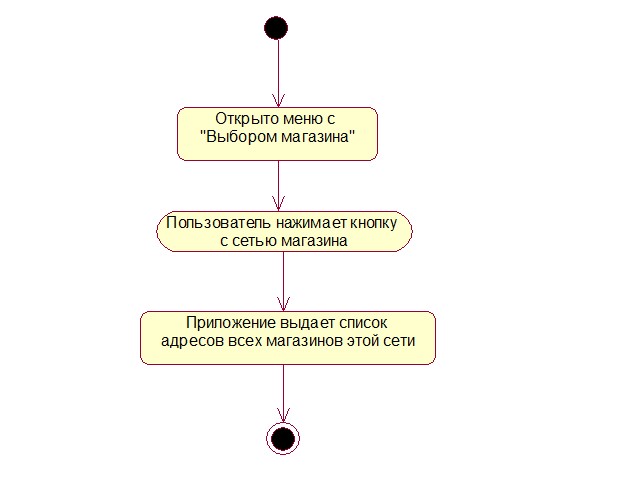 Открыто меню с
"Выбором магазина"
Пользователь нажимает кнопку
с сетью магазина
Приложение выдает список
адресов всех магазинов этой сети